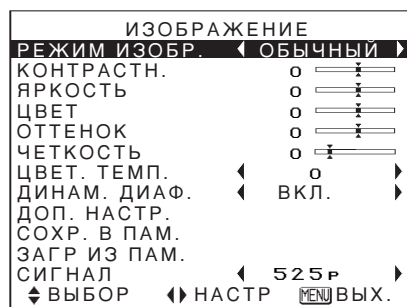 ИЗОБРАЖЕНИЕ
РЕЖИМ ИЗОБР. ОБЫЧНЫЙ
КОНТРАСТН. 0
ЯРКОСТЬ 0
ЦВЕТ 0
ОТТЕНОК 0
ЧЕТКОСТЬ 0
ЦВЕТ. ТЕМП. 0
ДИНАМ. ДИАФ. ВКЛ.
ДОП. НАСТР.
СОХР. В ПАМ.
ЗАГР ИЗ ПАМ.
СИГНАЛ 525P
ВЫБОР НАСТР MENU ВЫХ.